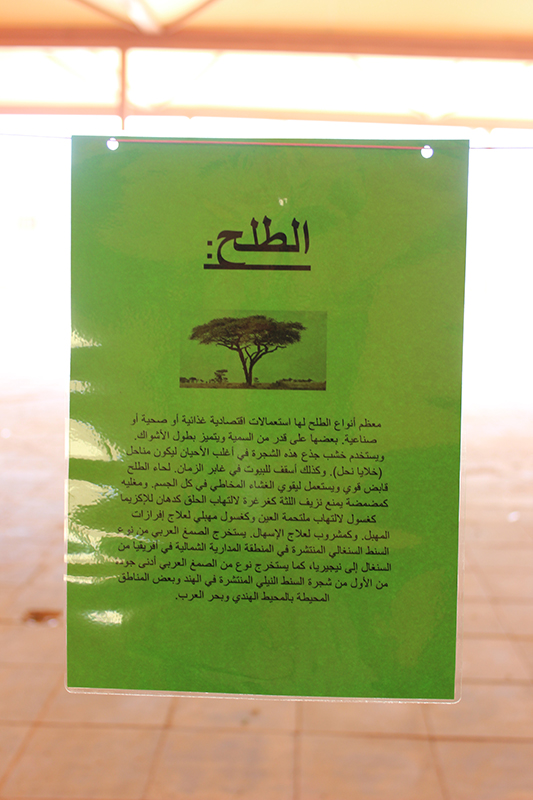 الطلح:
معظم أنواع الطلح لها استعمالات اقتصادية غذائية أو صحية أو
صناعية. بعضها على قدر من السمية ويتميز بطول الأشواك.
ويستخدم خشب جذع هذه الشجرة في أغلب الأحيان ليكون مناحل
(خلايا نحل). وكذلك أسقف للبيوت في غابر الزمان. لحاء الطلح
قابض قوي ويستعمل ليقوي الغشاء المخاطي في كل الجسم. ومغليه
كمضمضة يمنع نزيف اللثة كغرغرة لالتهاب الحلق كدهان للإكزيما
كغسول لالتهاب ملتحمة العين وكغسول مهبلي لعلاج إفرازات
المهبل. وكمشروب لعلاج الإسهال. يستخرج الصمغ العربي من نوع
السنط السنغالي المنتشرة في المنطقة المدارية الشمالية في أفريقيا من
السنغال إلى نيجيريا، كما يستخرج نوع من الصمغ العربي أدنى جودة
من الأول من شجرة السنط النيلي المنتشرة في الهند وبعض المناطق
المحيطة بالمحيط الهندي وبحر العرب.